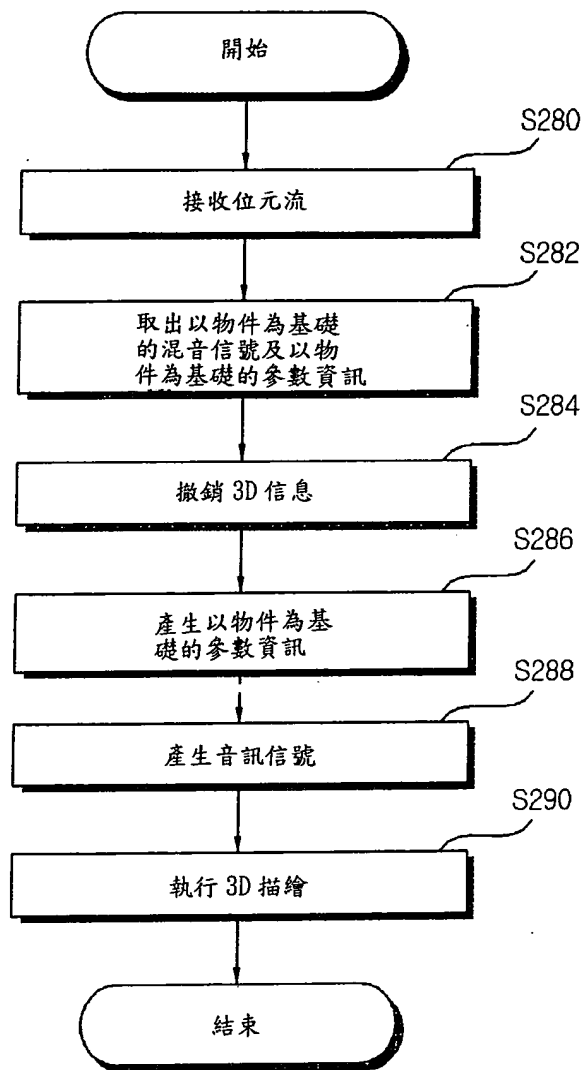 開始
S280
接收位元流
S282
取出以物件為基礎
的混音信號及以物
件為基礎的參數資訊
S284
撤銷 3D 信息
S286
產生以物件為基
礎的參數資訊
S288
產生音訊信號
S290
執行 3D 描繪
結束